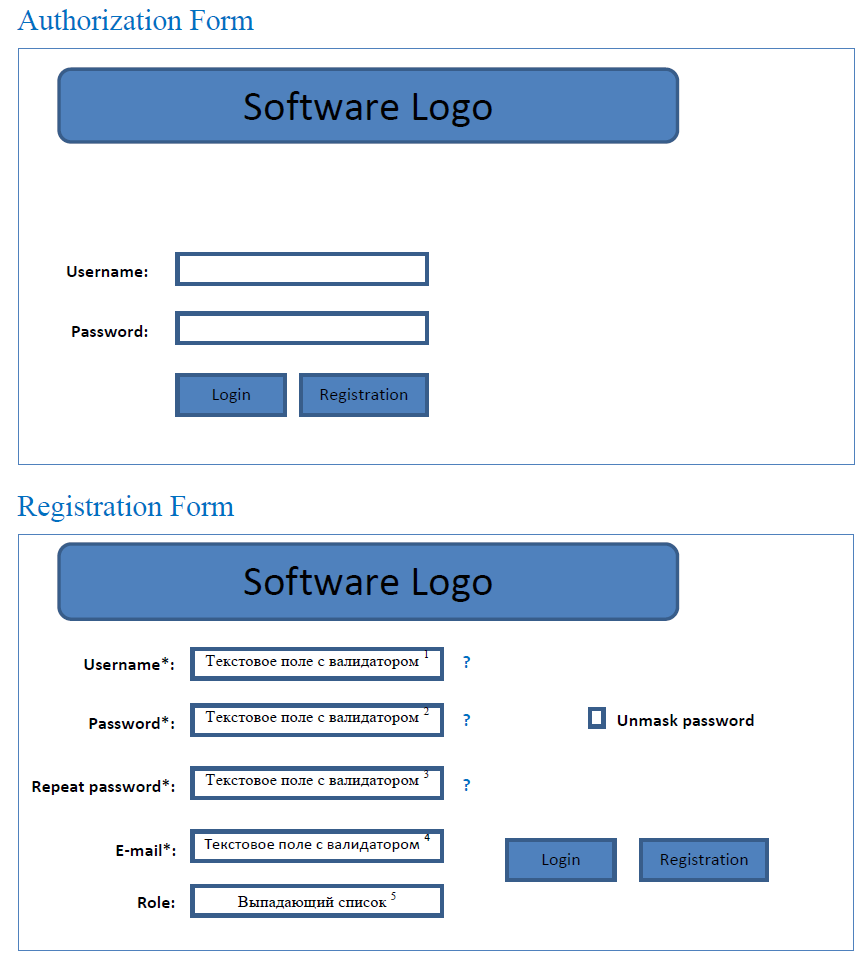 Authorization Form
Software Logo
Username:
Password:
Login Registration
Registration Form
Software Logo
Username*: Текстовое поле с валидатором 1 ?
Password*: Текстовое поле с валидатором 2 ? Unmask password
Repeat password*: Текстовое поле с валидатором 3 ?
E-mail*: Текстовое поле с валидатором 4
Login Registration
Role: Выпадающий список 5